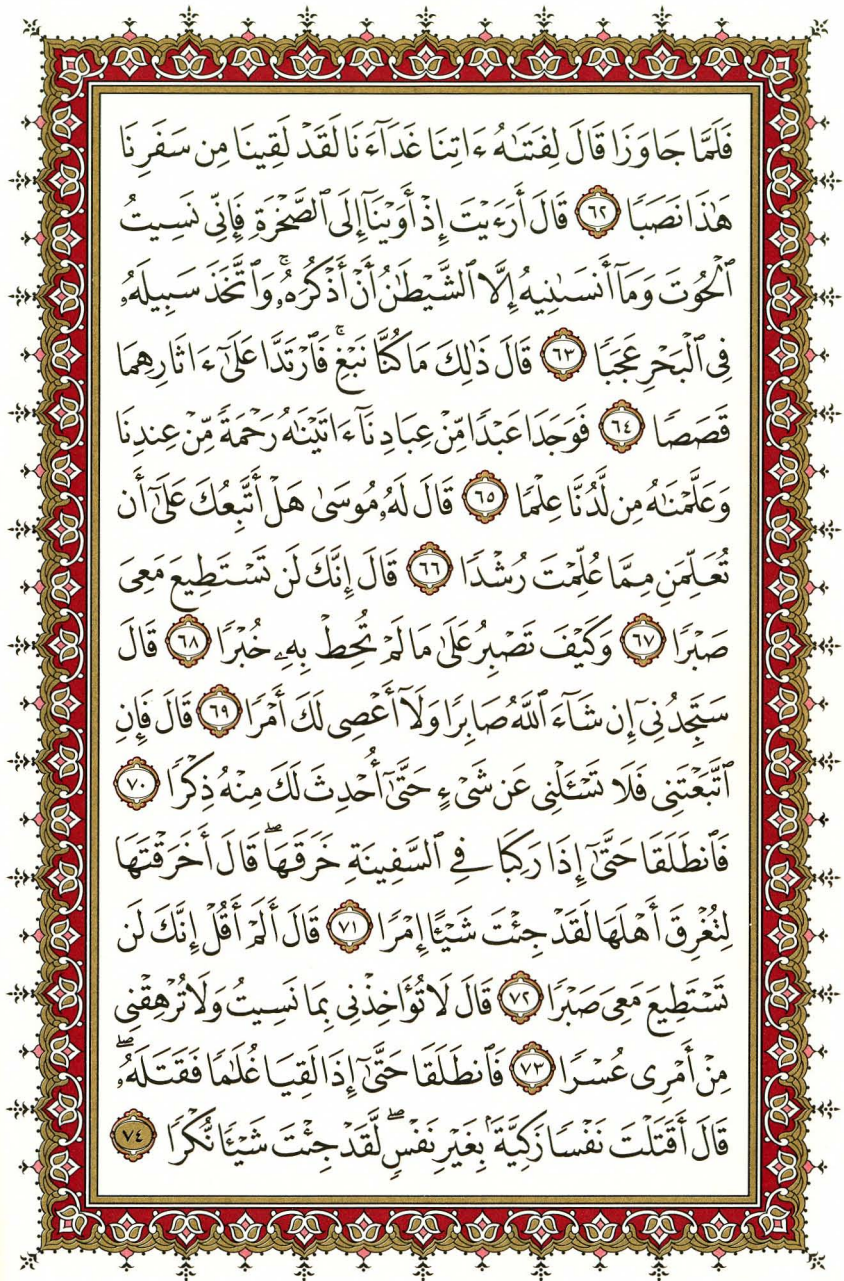 فَلَمَّا جَاوَزَا قَالَ لِفَتَىٰهُ ءَاتِنَا غَدَآءَنَا لَقَدْ لَقِينَا مِن سَفَرِنَا
هَٰذَا نَصَبًا ٦٢ قَالَ أَرَءَيْتَ إِذْ أَوَيْنَآ إِلَى ٱلصَّخْرَةِ فَإِنِّى نَسِيتُ
ٱلْحُوتَ وَمَآ أَنسَىٰنِيهُ إِلَّا ٱلشَّيْطَٰنُ أَنْ أَذْكُرَهُۥ ۚ وَٱتَّخَذَ سَبِيلَهُۥ
فِى ٱلْبَحْرِ عَجَبًا ٦٣ قَالَ ذَٰلِكَ مَا كُنَّا نَبْغِ ۚ فَٱرْتَدَّا عَلَىٰٓ ءَاثَارِهِمَا
قَصَصًا ٦٤ فَوَجَدَا عَبْدًا مِّنْ عِبَادِنَآ ءَاتَيْنَٰهُ رَحْمَةً مِّنْ عِندِنَا
وَعَلَّمْنَٰهُ مِن لَّدُنَّا عِلْمًا ٦٥ قَالَ لَهُۥ مُوسَىٰ هَلْ أَتَّبِعُكَ عَلَىٰٓ أَن
تُعَلِّمَنِ مِمَّا عُلِّمْتَ رُشْدًا ٦٦ قَالَ إِنَّكَ لَن تَسْتَطِيعَ مَعِىَ
صَبْرًا ٦٧ وَكَيْفَ تَصْبِرُ عَلَىٰ مَا لَمْ تُحِطْ بِهِۦ خُبْرًا ٦٨ قَالَ
سَتَجِدُنِىٓ إِن شَآءَ ٱللَّهُ صَابِرًا وَلَآ أَعْصِى لَكَ أَمْرًا ٦٩ قَالَ فَإِنِ
ٱتَّبَعْتَنِى فَلَا تَسْـَٔلْنِى عَن شَىْءٍ حَتَّىٰٓ أُحْدِثَ لَكَ مِنْهُ ذِكْرًا ٧٠
فَٱنطَلَقَا حَتَّىٰٓ إِذَا رَكِبَا فِى ٱلسَّفِينَةِ خَرَقَهَا ۖ قَالَ أَخَرَقْتَهَا
لِتُغْرِقَ أَهْلَهَا لَقَدْ جِئْتَ شَيْـًٔا إِمْرًا ٧١ قَالَ أَلَمْ أَقُلْ إِنَّكَ لَن
تَسْتَطِيعَ مَعِىَ صَبْرًا ٧٢ قَالَ لَا تُؤَاخِذْنِى بِمَا نَسِيتُ وَلَا تُرْهِقْنِى
مِنْ أَمْرِى عُسْرًا ٧٣ فَٱنطَلَقَا حَتَّىٰٓ إِذَا لَقِيَا غُلَٰمًا فَقَتَلَهُۥ
قَالَ أَقَتَلْتَ نَفْسًا زَكِيَّةًۢ بِغَيْرِ نَفْسٍ ۖ لَّقَدْ جِئْتَ شَيْـًٔا نُّكْرًا ٧٤